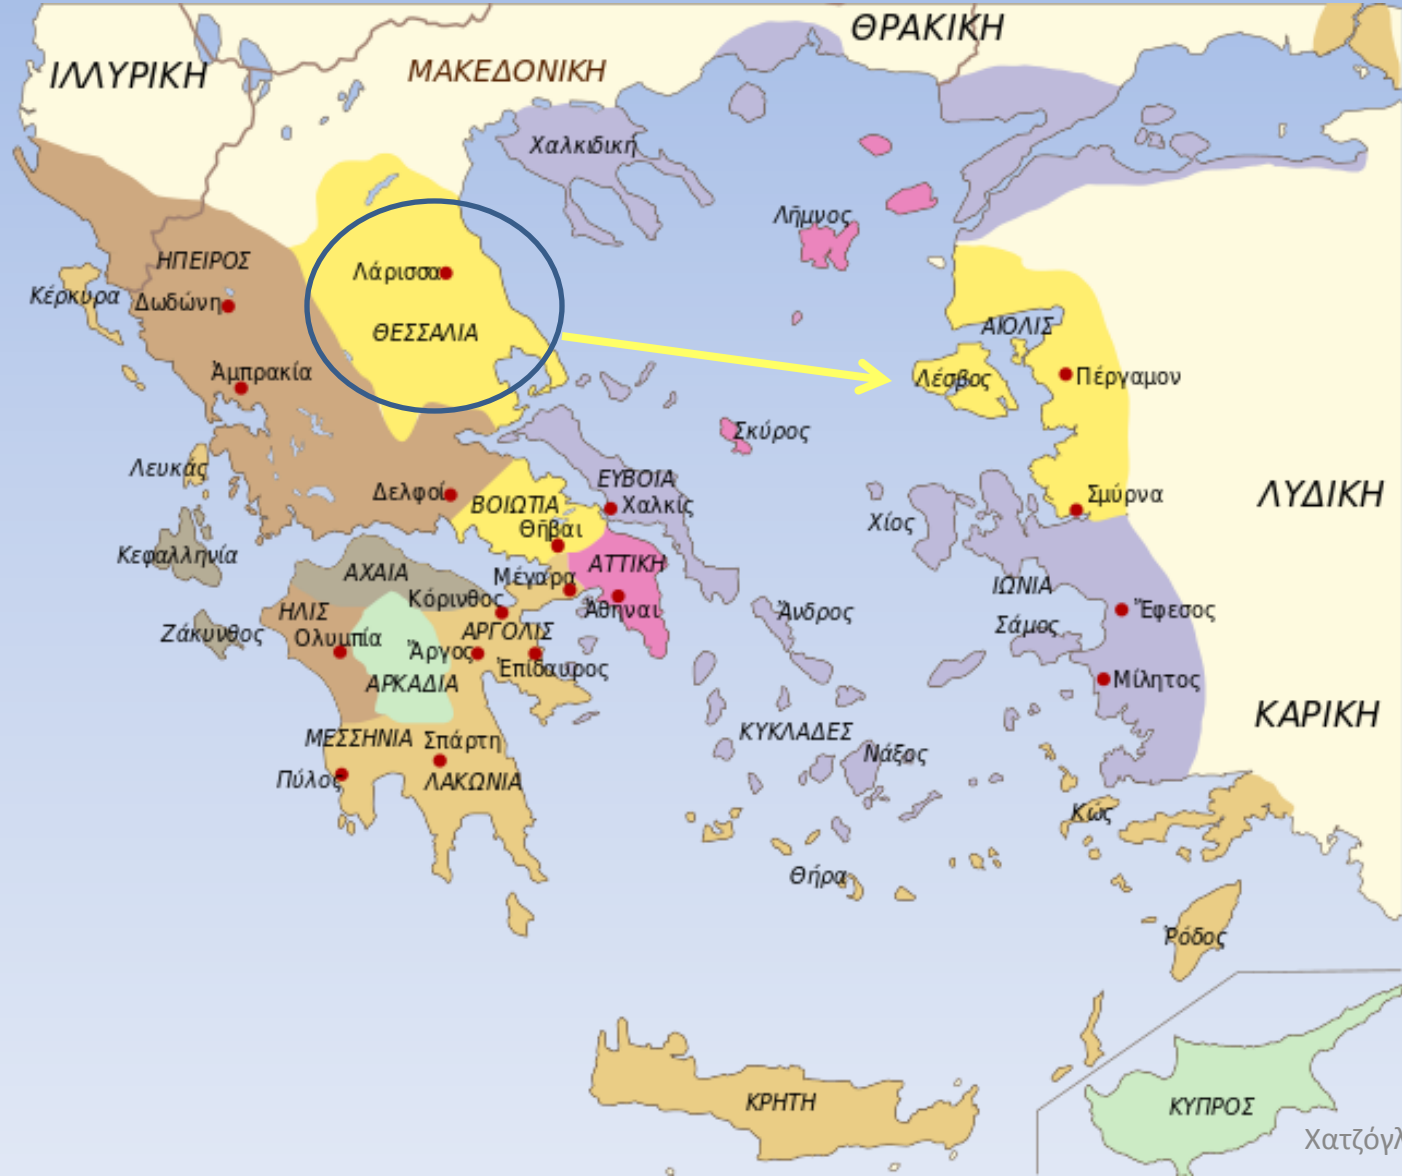 ΘΡΑΚΙΚΗ
ΙΛΛΥΡΙΚΗ
ΜΑΚΕΔΟΝΙΚΗ
Χαλκιδική
Λῆμνος
ΗΠΕΙΡΟΣ
Λάρισσα
Κέρκυρα
Δωδώνη
ΘΕΣΣΑΛΙΑ
ΑΙΟΛΙΣ
Ἀμπρακία
Λέσβος
Πέργαμον
Σκύρος
Λευκάς
Δελφοί
ΕΥΒΟΙΑ
ΒΟΙΩΤΙΑ
Χαλκίς
Σμύρνα
ΛΥΔΙΚΗ
Θῆβαι
Χίος
Κεφαλληνία
ΑΧΑΙΑ
Μέγαρα
ΑΤΤΙΚΗ
ΙΩΝΙΑ
Κόρινθος
Ἀθῆναι
Ἄνδρος
Ἔφεσος
ΗΛΙΣ
Ζάκυνθος
Ολυμπία
ΑΡΓΟΛΙΣ
Σάμος
Ἄργος
Ἐπίδαυρος
ΑΡΚΑΔΙΑ
Μίλητος
ΚΑΡΙΚΗ
ΜΕΣΣΗΝΙΑ
Σπάρτη
ΚΥΚΛΑΔΕΣ
Νάξος
Πύλος
ΛΑΚΩΝΙΑ
Κῶς
Θήρα
Ῥόδος
ΚΡΗΤΗ
ΚΥΠΡΟΣ